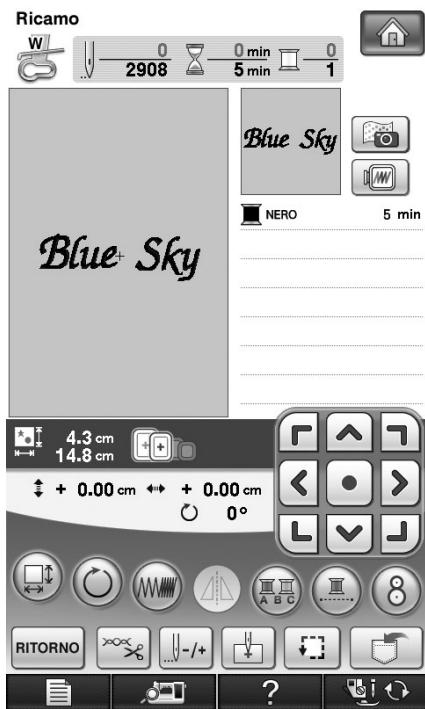 Ricamo
W
0
2908
0 min
5 min
0
1
Blue Sky
NERO 5 min
Blue Sky
4.3 cm
14.8 cm
+ 0.00 cm + 0.00 cm
0°
A B C
8
RITORNO
-/+
?